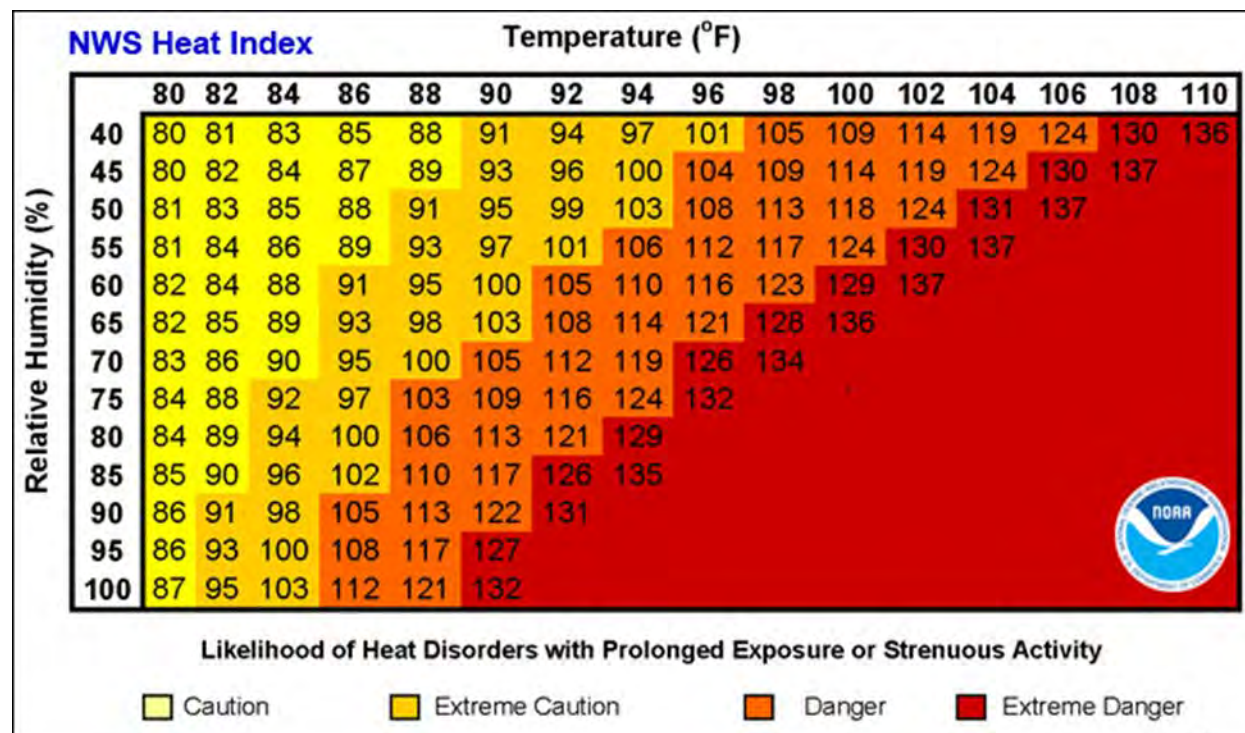 NWS Heat Index Temperature (°F)
80 82 84 86 88 90 92 94 96 98 100 102 104 106 108 110
Relative Humidity (%)
40 80 81 83 85 88 91 94 97 101 105 109 114 119 124 130 136
45 80 82 84 87 89 93 96 100 104 109 114 119 124 130 137
50 81 83 85 88 91 95 99 103 108 113 118 124 131 137
55 81 84 86 89 93 97 101 106 112 117 124 130 137
60 82 84 88 91 95 100 105 110 116 123 129 137
65 82 85 89 93 98 103 108 114 121 128 136
70 83 86 90 95 100 105 112 119 126 134
75 84 88 92 97 103 109 116 124 132
80 84 89 94 100 106 113 121 129
85 85 90 96 102 110 117 126 135
90 86 91 98 105 113 122 131
95 86 93 100 108 117 127
100 87 95 103 112 121 132
NOAA
Likelihood of Heat Disorders with Prolonged Exposure or Strenuous Activity
Caution Extreme Caution Danger Extreme Danger